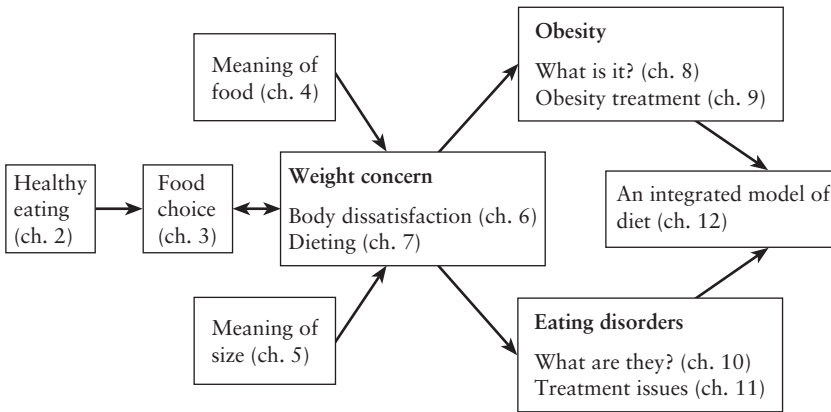 Meaning of
food (ch. 4)
Obesity
What is it? (ch. 8)
Obesity treatment (ch. 9)
Healthy
eating
(ch. 2)
Food
choice
(ch. 3)
Weight concern
Body dissatisfaction (ch. 6)
Dieting (ch. 7)
An integrated model of
diet (ch. 12)
Meaning of
size (ch. 5)
Eating disorders
What are they? (ch. 10)
Treatment issues (ch. 11)